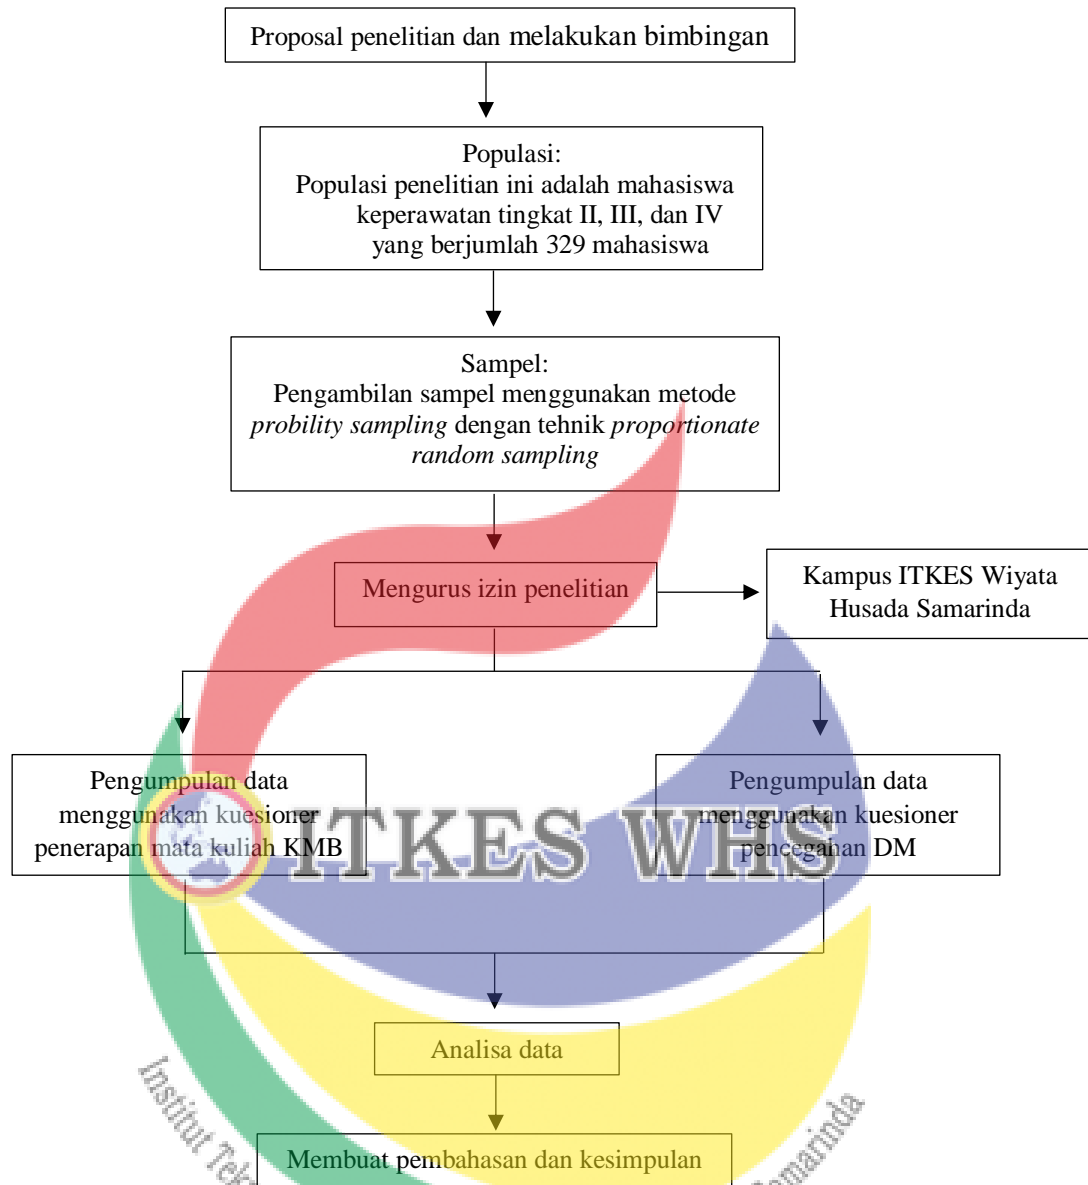 Proposal penelitian dan melakukan bimbingan
Populasi:
Populasi penelitian ini adalah mahasiswa
keperawatan tingkat II, III, dan IV
yang berjumlah 329 mahasiswa
Sampel:
Pengambilan sampel menggunakan metode
probility sampling dengan tehnik proportionate
random sampling
Mengurus izin penelitian
Kampus ITKES Wiyata
Husada Samarinda
Pengumpulan data
menggunakan kuesioner
penerapan mata kuliah KMB
Pengumpulan data
menggunakan kuesioner
pencegahan DM
ITKES WHS
Analisa data
Membuat pembahasan dan kesimpulan
Institut
Samarinda